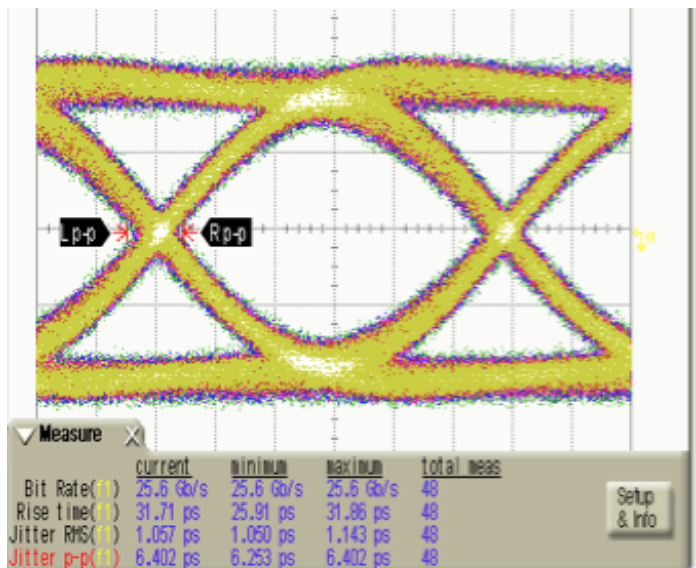 Lp-p Rp-p
Measure X
current minimum maximum total meas
Bit Rate(f1) 25.6 Gb/s 25.6 Gb/s 25.6 Gb/s 48
Rise time(f1) 31.71 ps 25.91 ps 31.86 ps 48
Jitter RMS(f1) 1.057 ps 1.050 ps 1.143 ps 48
Jitter p-p(f1) 6.402 ps 6.253 ps 6.402 ps 48
Setup
& Info